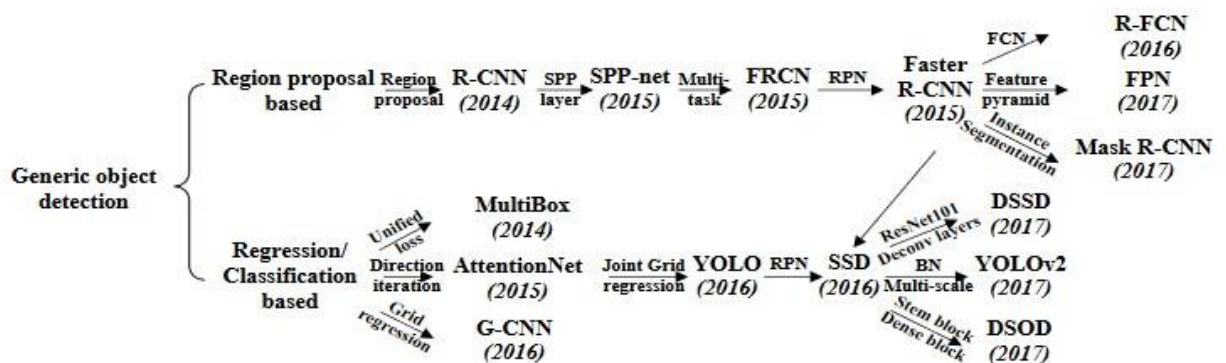 Generic object
detection
Region proposal
based
Region
proposal
R-CNN
(2014)
SPP
layer
SPP-net
(2015)
Multi-
task
FRCN
(2015)
RPN
Faster
R-CNN
(2015)
FCN
R-FCN
(2016)
Feature
pyramid
FPN
(2017)
Instance
Segmentation
Mask R-CNN
(2017)
Regression/
Classification
based
Unified
loss
MultiBox
(2014)
Direction
iteration
AttentionNet
(2015)
Grid
regression
G-CNN
(2016)
Joint Grid
regression
YOLO
(2016)
RPN
SSD
(2016)
ResNet101
Deconv layers
DSSD
(2017)
BN
Multi-scale
YOLOv2
(2017)
Stem block
Dense block
DSOD
(2017)